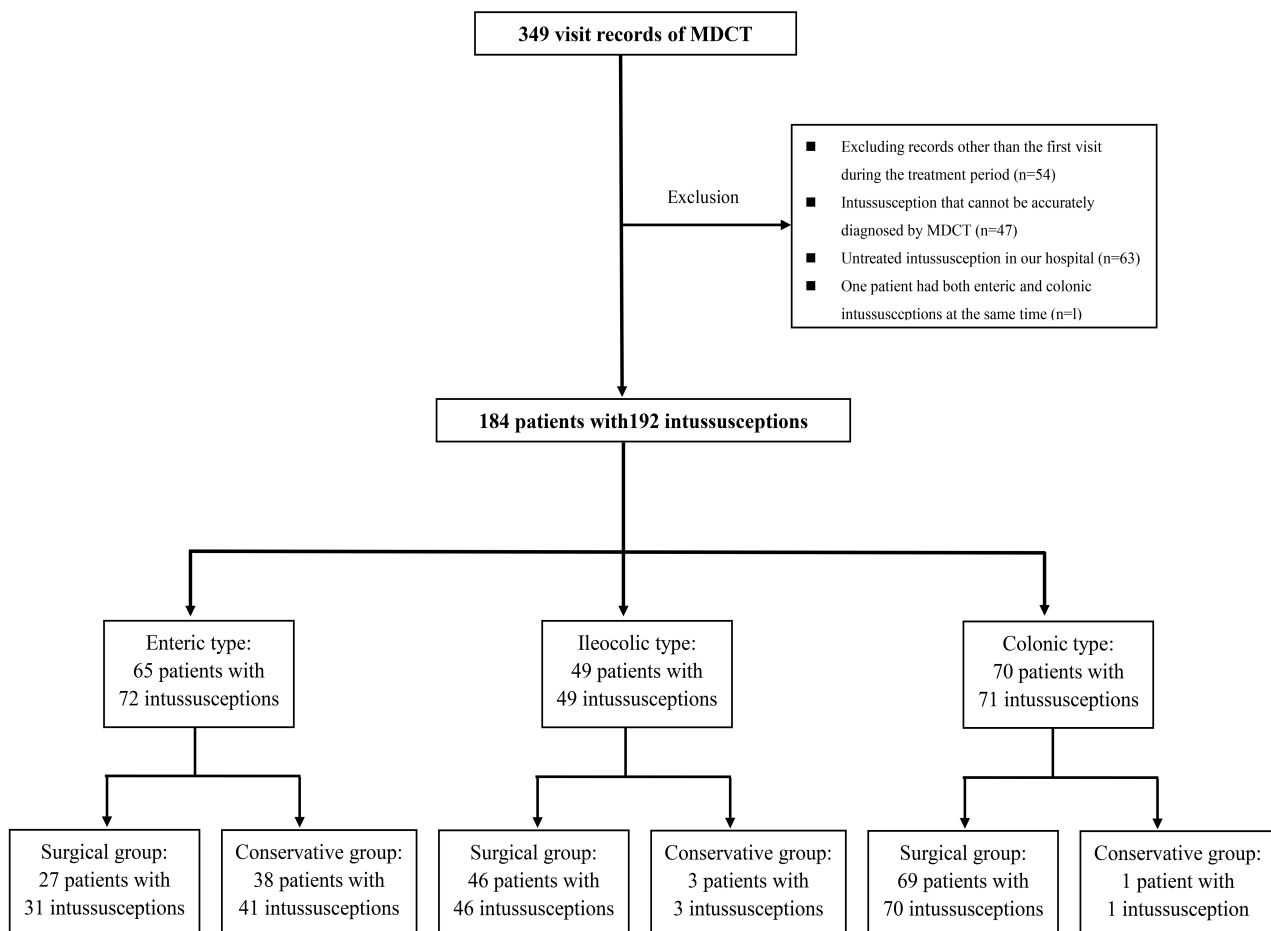 349 visit records of MDCT
Exclusion
■ Excluding records other than the first visit
during the treatment period (n=54)
■ Intussusception that cannot be accurately
diagnosed by MDCT (n=47)
■ Untreated intussusception in our hospital (n=63)
■ One patient had both enteric and colonic
intussusccptions at the same time (n=l)
184 patients with192 intussusceptions
Enteric type:
65 patients with
72 intussusceptions
Ileocolic type:
49 patients with
49 intussusceptions
Colonic type:
70 patients with
71 intussusceptions
Surgical group:
27 patients with
31 intussusceptions
Conservative group:
38 patients with
41 intussusceptions
Surgical group:
46 patients with
46 intussusceptions
Conservative group:
3 patients with
3 intussusceptions
Surgical group:
69 patients with
70 intussusceptions
Conservative group:
1 patient with
1 intussusception